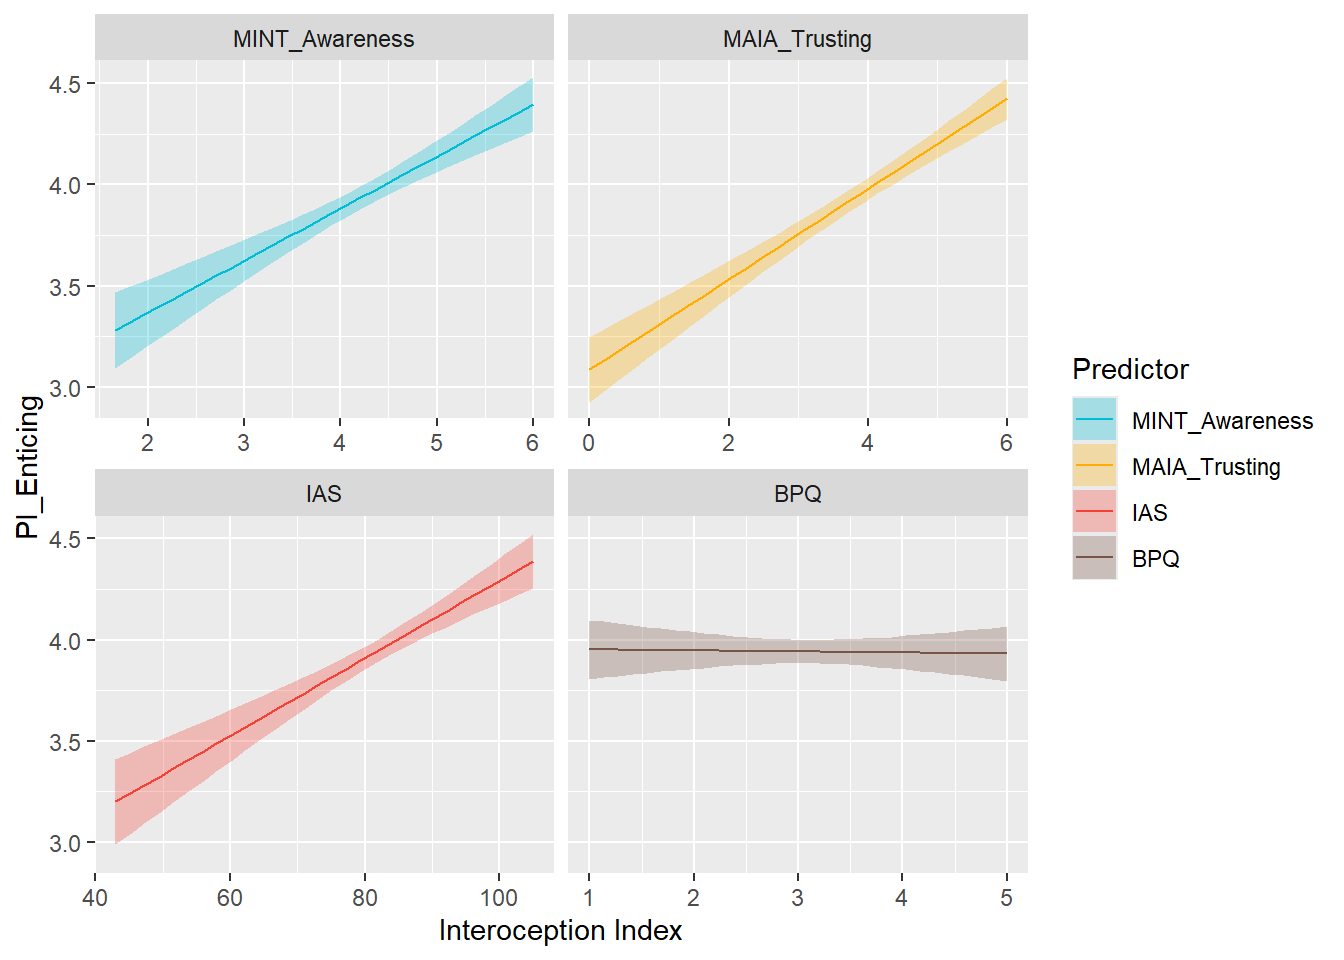 MINT_Awareness
MAIA_Trusting
4.5
4.0
3.5
3.0
2 3 4 5 6
0 2 4 6
IAS
BPQ
4.5
4.0
3.5
3.0
40 60 80 100
1 2 3 4 5
PI_Enticing
Interoception Index
Predictor
MINT_Awareness
MAIA_Trusting
IAS
BPQ